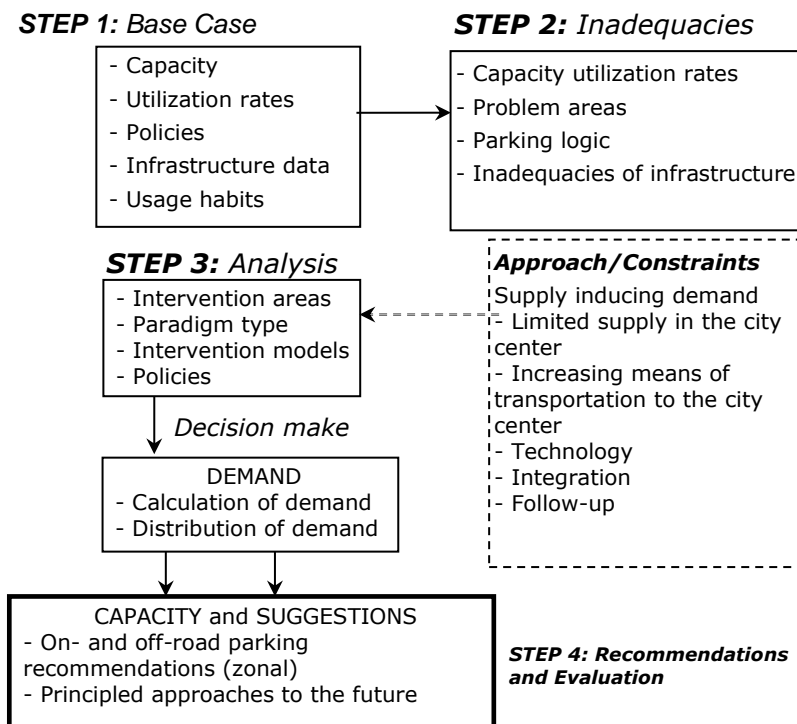 STEP 1: Base Case
- Capacity
- Utilization rates
- Policies
- Infrastructure data
- Usage habits
STEP 2: Inadequacies
- Capacity utilization rates
- Problem areas
- Parking logic
- Inadequacies of infrastructure
STEP 3: Analysis
- Intervention areas
- Paradigm type
- Intervention models
- Policies
Approach/Constraints
Supply inducing demand
- Limited supply in the city
center
- Increasing means of
transportation to the city
center
- Technology
- Integration
- Follow-up
Decision make
DEMAND
- Calculation of demand
- Distribution of demand
CAPACITY and SUGGESTIONS
- On- and off-road parking
recommendations (zonal)
- Principled approaches to the future
STEP 4: Recommendations
and Evaluation